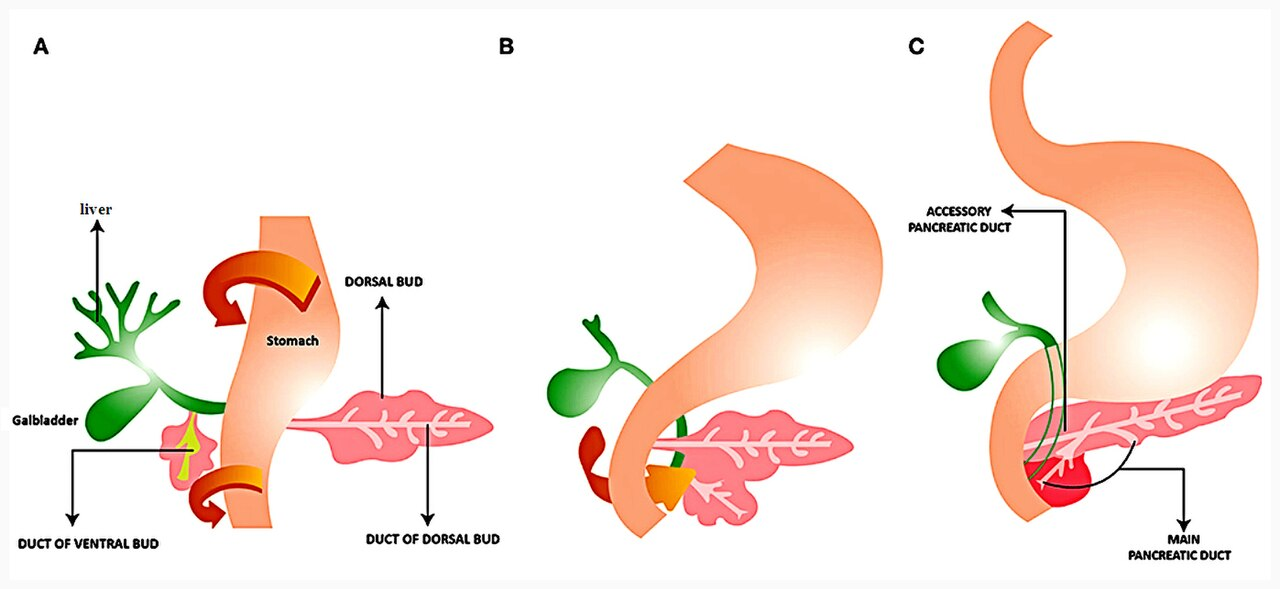 A
B
C
liver
DORSAL BUD
Stomach
Galbladder
DUCT OF VENTRAL BUD
DUCT OF DORSAL BUD
ACCESSORY
PANCREATIC DUCT
MAIN
PANCREATIC DUCT